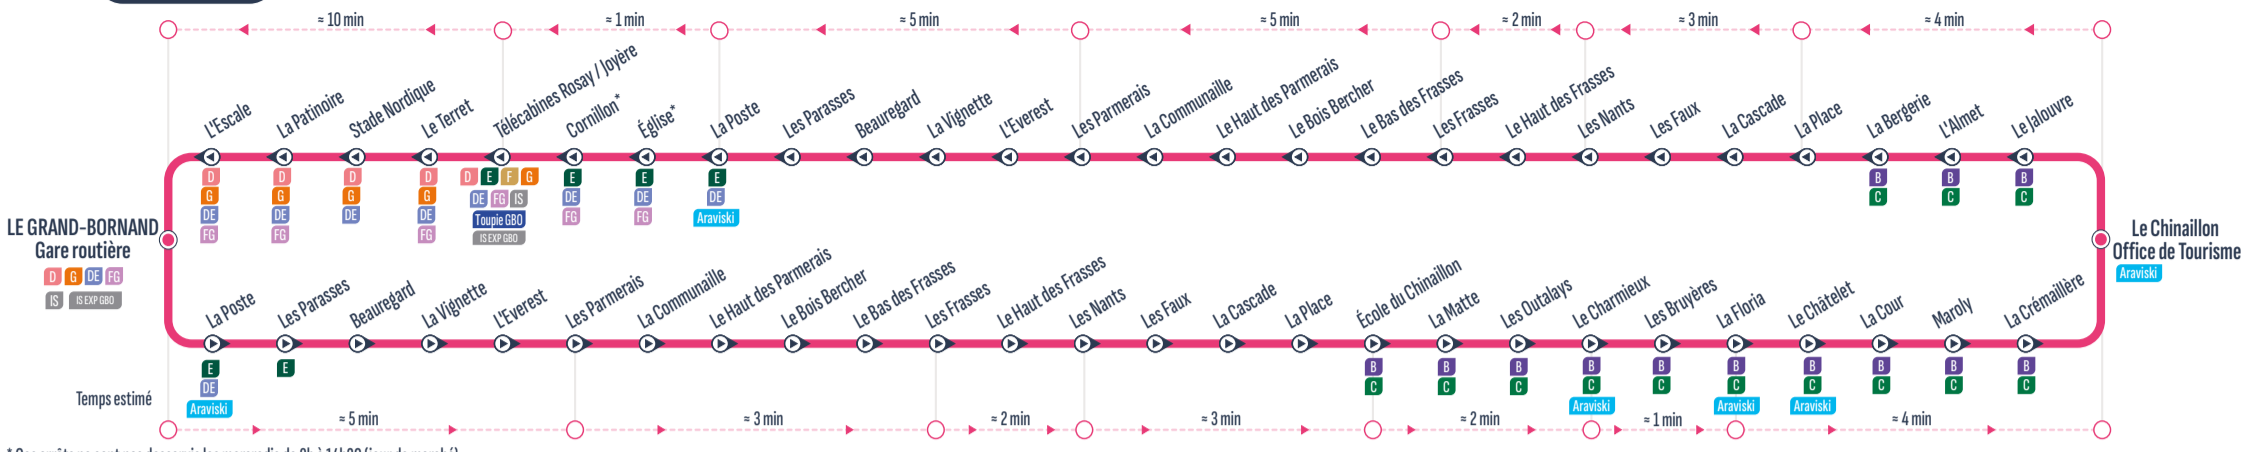 ≈ 10 min ≈ 1 min ≈ 5 min ≈ 5 min ≈ 2 min ≈ 3 min ≈ 4 min
L'Escale La Patinoire Stade Nordique Le Terret Télécabines Rosay / Joyère Cornillon* Église* La Poste Les Parasses Beauregard La Vignette L'Everest Les Parmerais La Communaille Le Haut des Parmerais Le Bois Bercher Le Bas des Frasses Les Frasses Le Haut des Frasses Les Nants Les Faux La Cascade La Place La Bergerie L'Almet Le Jalouvre
D D D D D E F G E E E B B B
G G G G DE FG IS DE DE DE C C C
DE DE DE DE Toupie GBO FG FG Araviski
FG FG FG IS EXP GBO
LE GRAND-BORNAND
Gare routière
D G DE FG
IS IS EXP GBO
Le Chinaillon
Office de Tourisme
Araviski
La Poste Les Parasses Beauregard La Vignette L'Everest Les Parmerais La Communaille Le Haut des Parmerais Le Bois Bercher Le Bas des Frasses Les Frasses Le Haut des Frasses Les Nants Les Faux La Cascade La Place École du Chinaillon La Matte Les Outalays Le Charmieux Les Bruyères La Floria Le Châtelet La Cour Maroly La Crémaillère
E E B B B B B B B B B B
DE C C C C C C C C C C
Araviski Araviski Araviski Araviski
Temps estimé
≈ 5 min ≈ 3 min ≈ 2 min ≈ 3 min ≈ 2 min ≈ 1 min ≈ 4 min